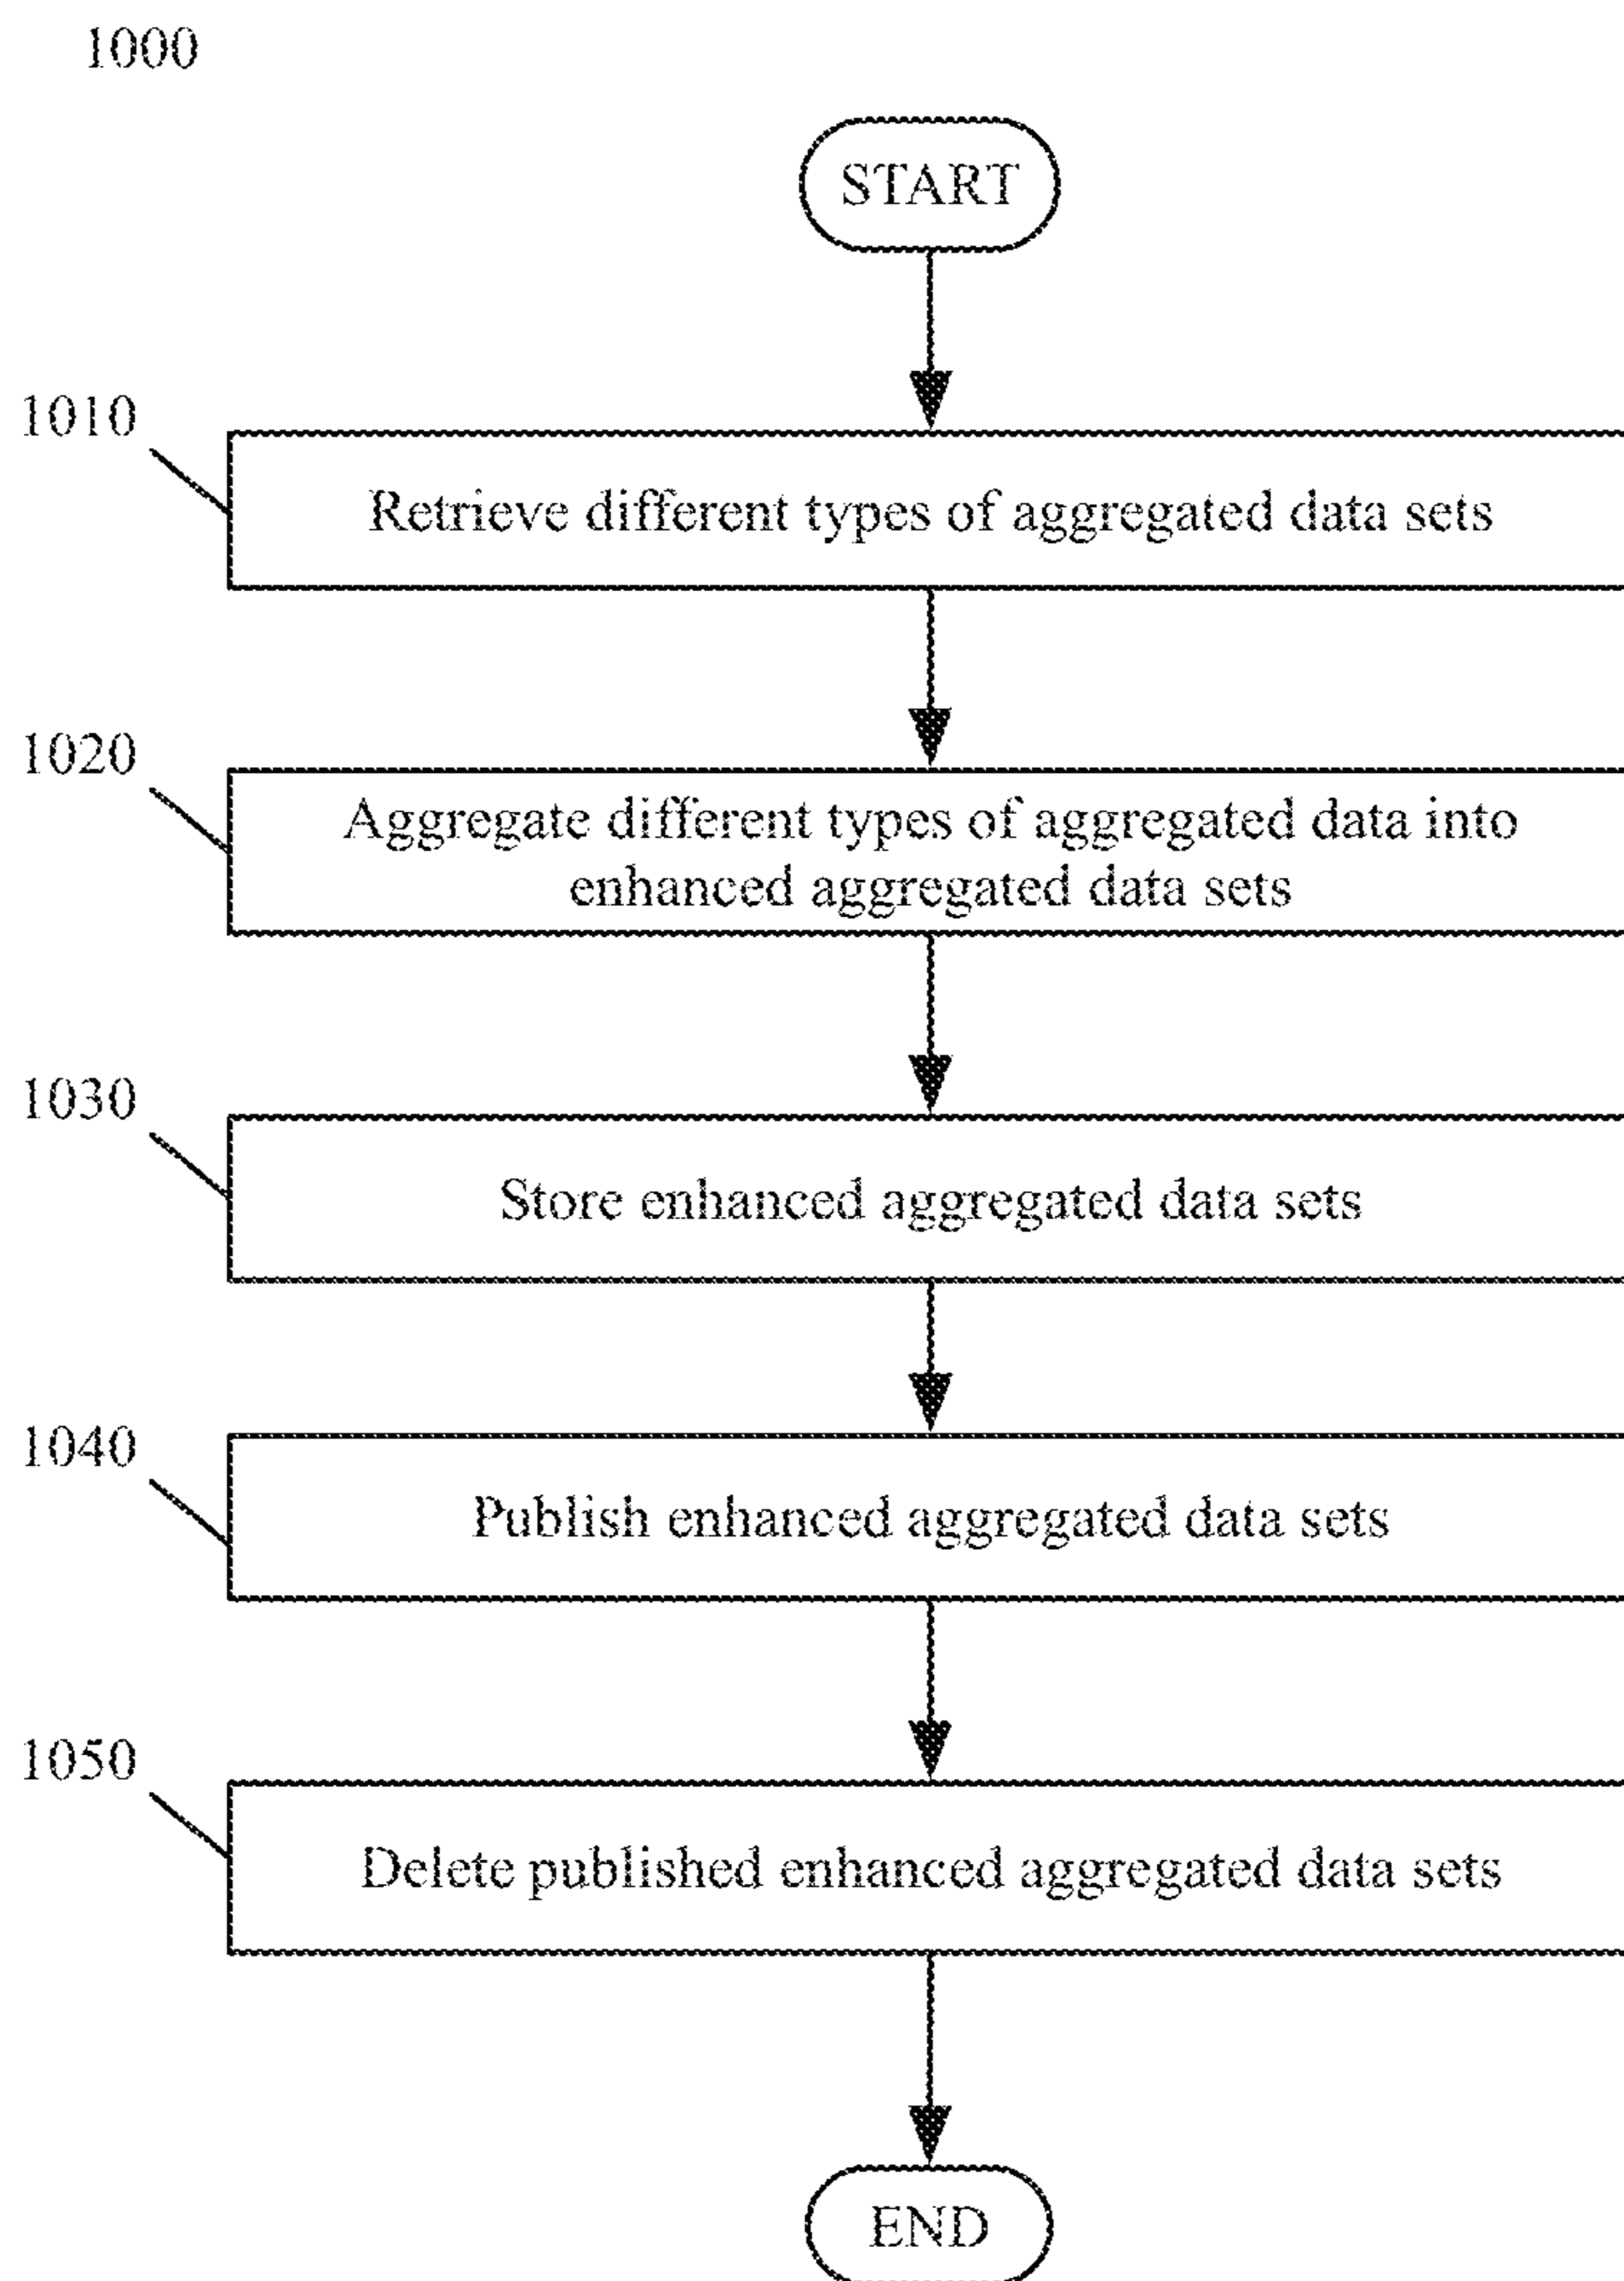 1000
START
1010
Retrieve different types of aggregated data sets
1020
Aggregate different types of aggregated data into
enhanced aggregated data sets
1030
Store enhanced aggregated data sets
1040
Publish enhanced aggregated data sets
1050
Delete published enhanced aggregated data sets
END